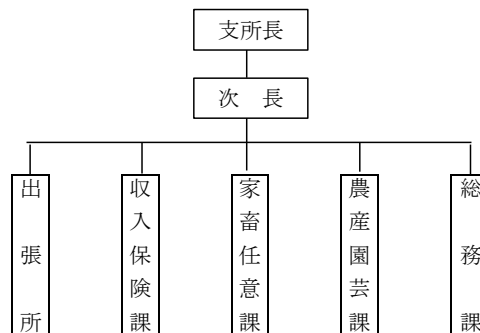 支所長
次　長
出張所
収入保険課
家畜任意課
農産園芸課
総務課